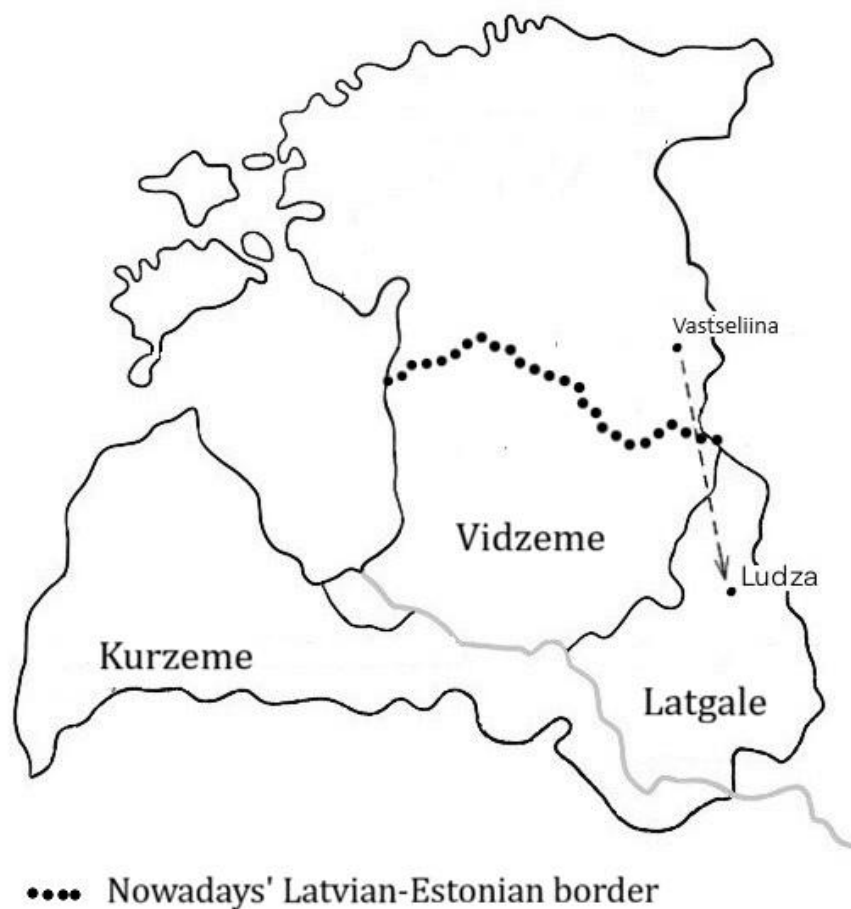 Vastseliina
Vidzeme
Ludza
Kurzeme
Latgale
Nowadays' Latvian-Estonian border